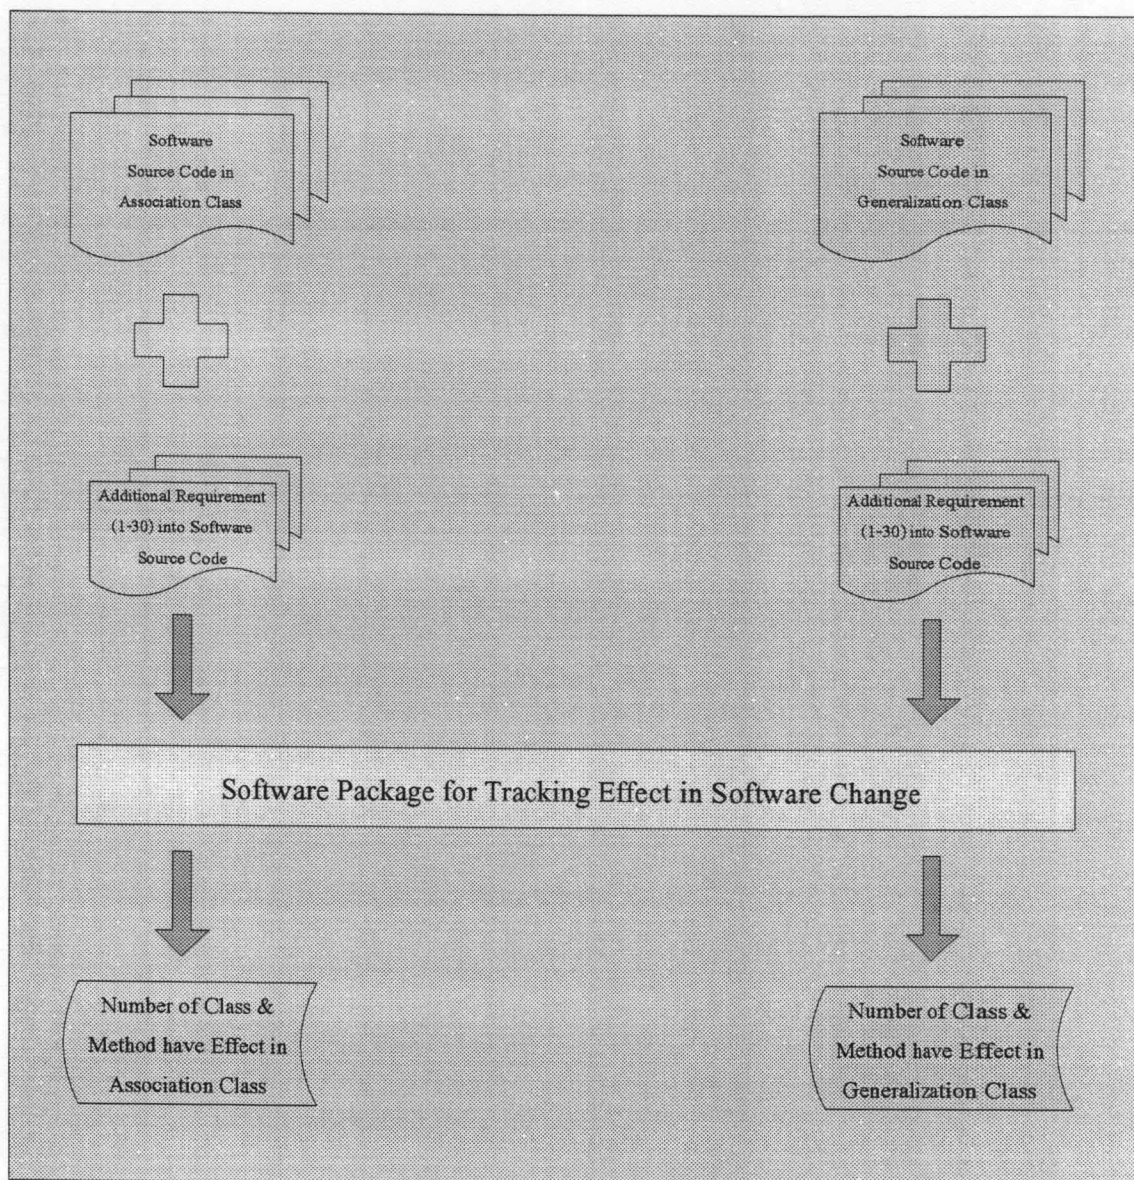 Software
Source Code in
Association Class
Software
Source Code in
Generalization Class
Additional Requirement
(1-30) into Software
Source Code
Additional Requirement
(1-30) into Software
Source Code
Software Package for Tracking Effect in Software Change
Number of Class &
Method have Effect in
Association Class
Number of Class &
Method have Effect in
Generalization Class